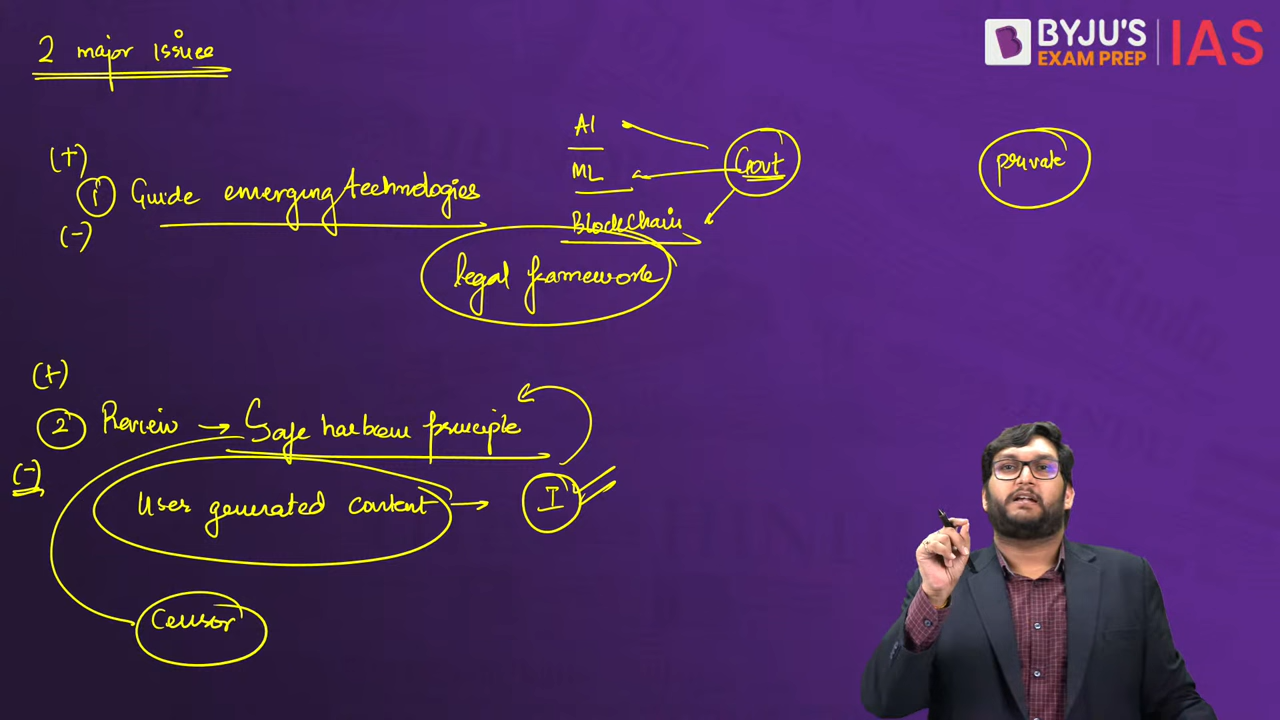 2 major issues
BYJU'S
EXAM PREP
IAS
(+)
1 Guide emerging technologies
(-)
AI
ML
Blockchain
Govt
private
legal framework
(+)
2 Review → Safe harbour principle
(-)
User generated content → I
Censor